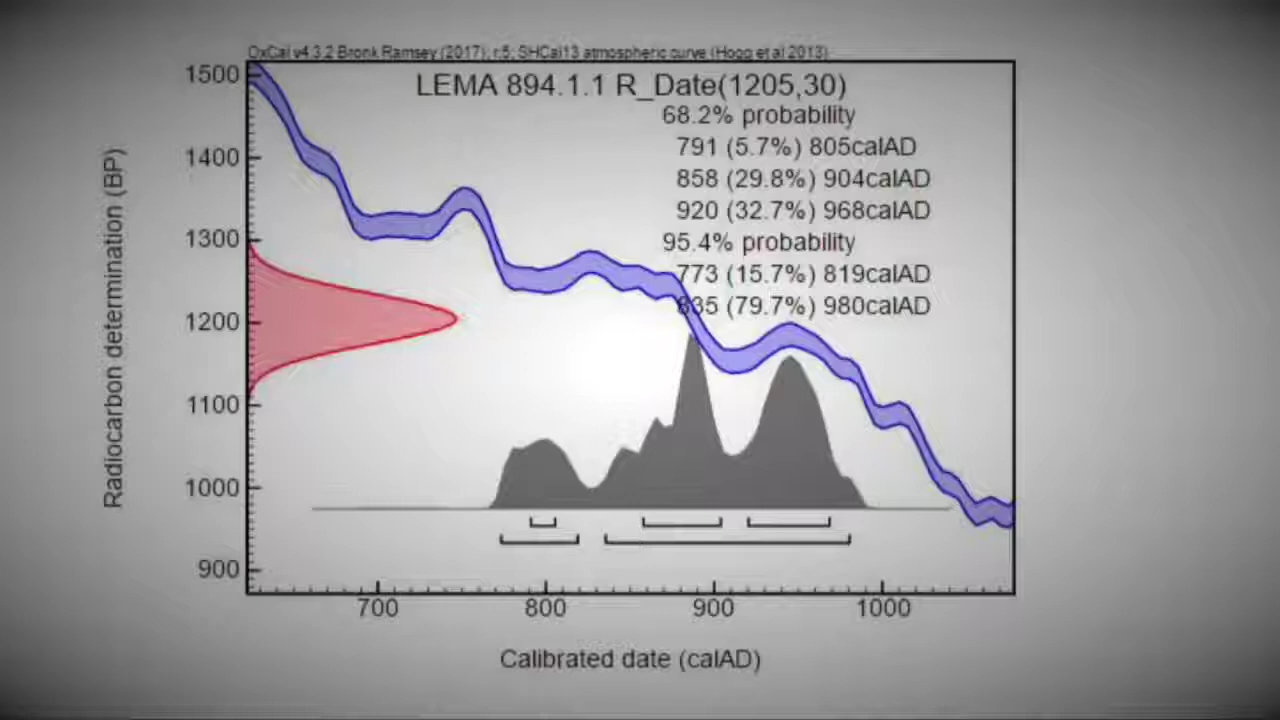 OxCal v4.3.2 Bronk Ramsey (2017); r:5; SHCal13 atmospheric curve (Hogg et al 2013)
LEMA 894.1.1 R_Date(1205,30)
68.2% probability
791 (5.7%) 805calAD
858 (29.8%) 904calAD
920 (32.7%) 968calAD
95.4% probability
773 (15.7%) 819calAD
835 (79.7%) 980calAD
Radiocarbon determination (BP)
1500
1400
1300
1200
1100
1000
900
700 800 900 1000
Calibrated date (calAD)